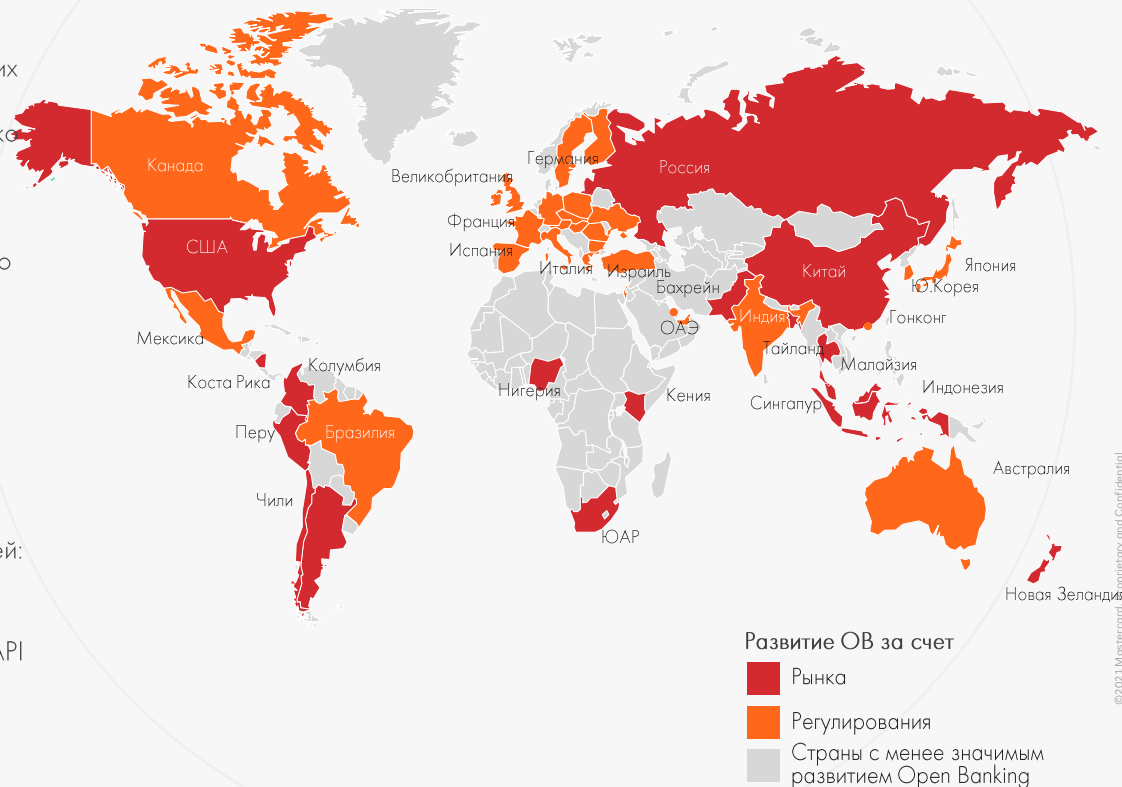 их
ко
о
ей:
API
Канада
США
Мексика
Коста Рика
Колумбия
Перу
Бразилия
Чили
Великобритания
Германия
Франция
Испания
Италия
Израиль
Бахрейн
ОАЭ
Нигерия
Кения
ЮАР
Россия
Китай
Индия
Тайланд
Сингапур
Малайзия
Индонезия
Гонконг
Ю.Корея
Япония
Австралия
Новая Зеландия
Развитие ОВ за счет
Рынка
Регулирования
Страны с менее значимым
развитием Open Banking
©2021 Mastercard. Proprietary and Confidential